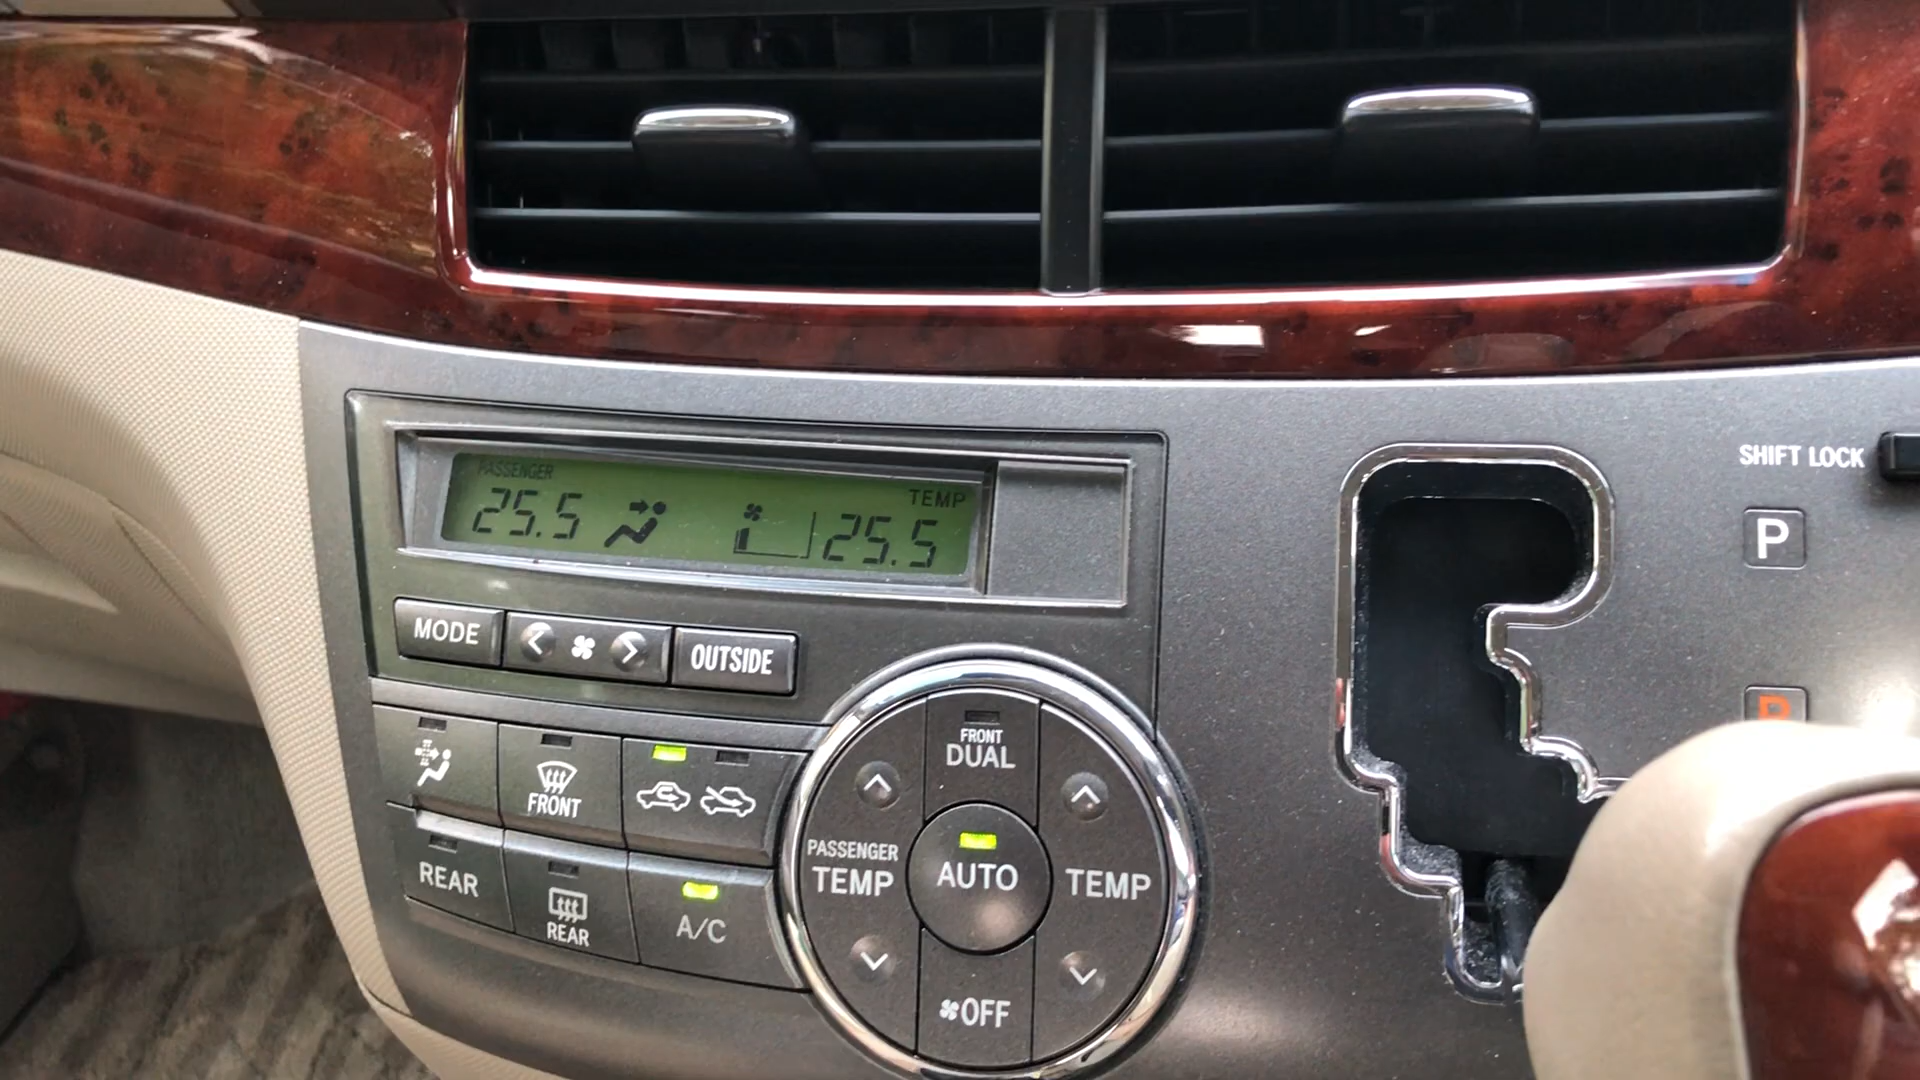 PASSENGER
TEMP
25.5
25.5
SHIFT LOCK
P
R
MODE
OUTSIDE
FRONT
DUAL
FRONT
PASSENGER
TEMP
AUTO
TEMP
REAR
REAR
A/C
OFF